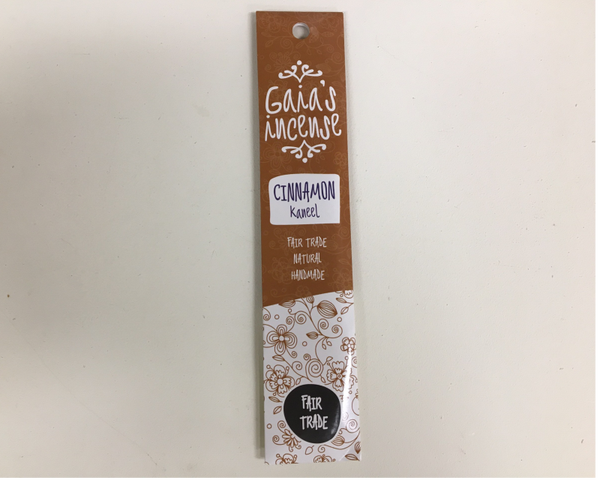 Gaia's
incense
CINNAMON
Kaneel
FAIR TRADE
NATURAL
HANDMADE
FAIR
TRADE